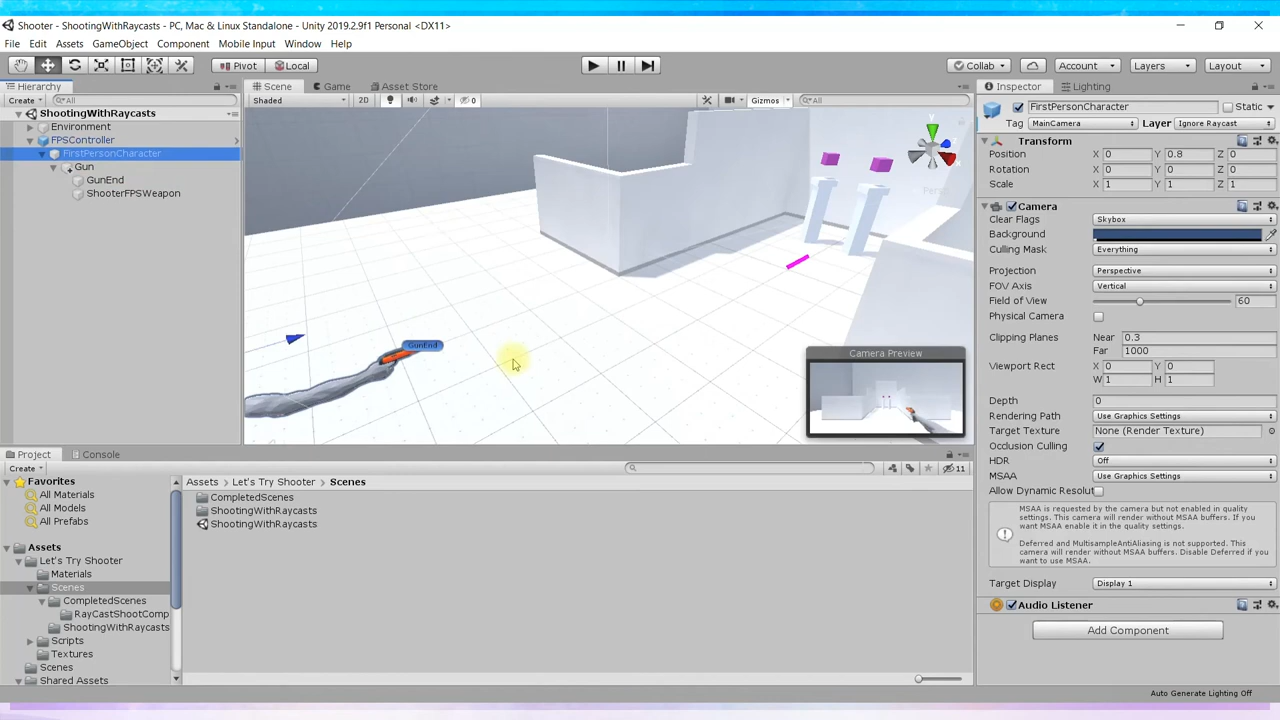 Shooter - ShootingWithRaycasts - PC, Mac & Linux Standalone - Unity 2019.2.9f1 Personal <DX11>
File Edit Assets GameObject Component Mobile Input Window Help
Pivot Local Collab Account Layers Layout
Hierarchy Scene Game Asset Store Inspector Lighting
Create All Shaded 2D 0 Gizmos All
ShootingWithRaycasts
Environment
FPSController
FirstPersonCharacter
Gun
GunEnd
ShooterFPSWeapon
GunEnd
Persp
Camera Preview
FirstPersonCharacter Static
Tag MainCamera Layer Ignore Raycast
Transform
Position X 0 Y 0.8 Z 0
Rotation X 0 Y 0 Z 0
Scale X 1 Y 1 Z 1
Camera
Clear Flags Skybox
Background
Culling Mask Everything
Projection Perspective
FOV Axis Vertical
Field of View 60
Physical Camera
Clipping Planes Near 0.3
Far 1000
Viewport Rect X 0 Y 0
W 1 H 1
Depth 0
Rendering Path Use Graphics Settings
Target Texture None (Render Texture)
Occlusion Culling
HDR Off
MSAA Use Graphics Settings
Allow Dynamic Resolut
MSAA is requested by the camera but not enabled in quality
settings. This camera will render without MSAA buffers. If you
want MSAA enable it in the quality settings.
Deferred and MultisampleAntiAliasing is not supported. This
camera will render without MSAA buffers. Disable Deferred if you
want to use MSAA.
Target Display Display 1
Audio Listener
Add Component
Project Console
Create 11
Favorites
All Materials
All Models
All Prefabs
Assets
Let's Try Shooter
Materials
Scenes
CompletedScenes
RayCastShootComp
ShootingWithRaycasts
Scripts
Textures
Scenes
Shared Assets
Assets > Let's Try Shooter > Scenes
CompletedScenes
ShootingWithRaycasts
ShootingWithRaycasts
Auto Generate Lighting Off